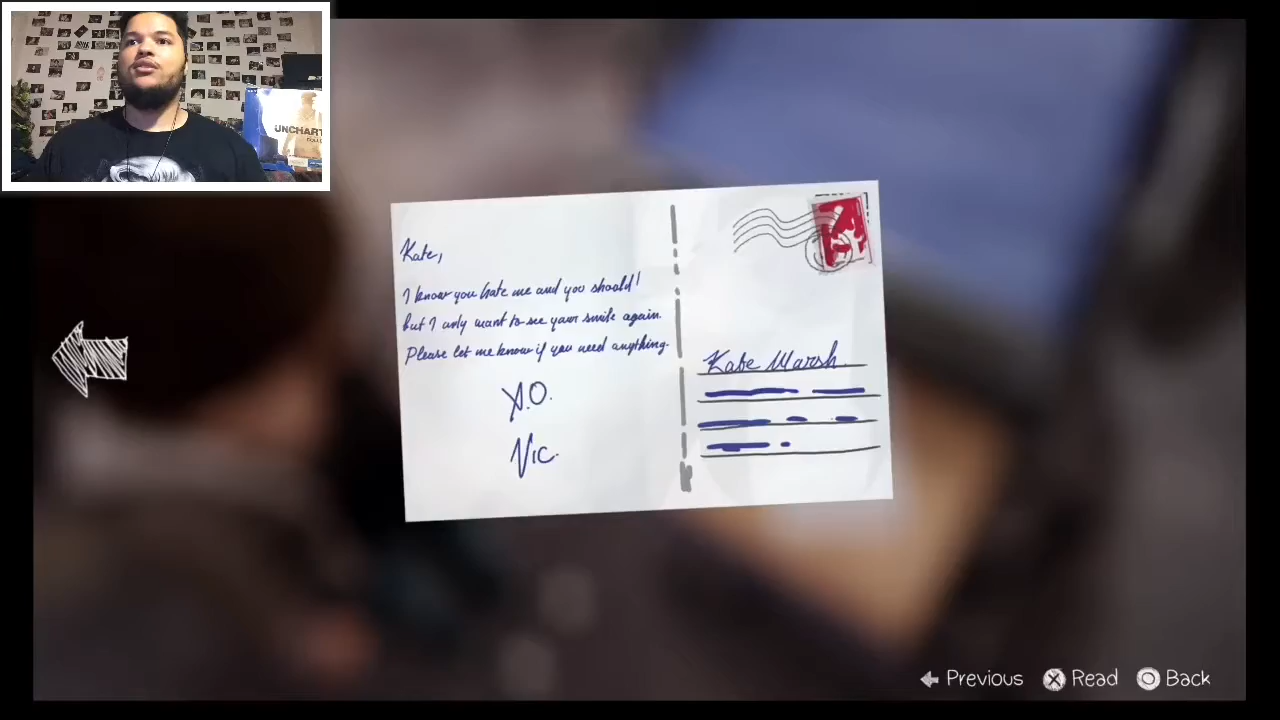 UNCHART
Kate,
I know you hate me and you should!
but I only want to see your smile again.
Please let me know if you need anything.
X.O.
Vic.
Kate Marsh
Previous
Read
Back